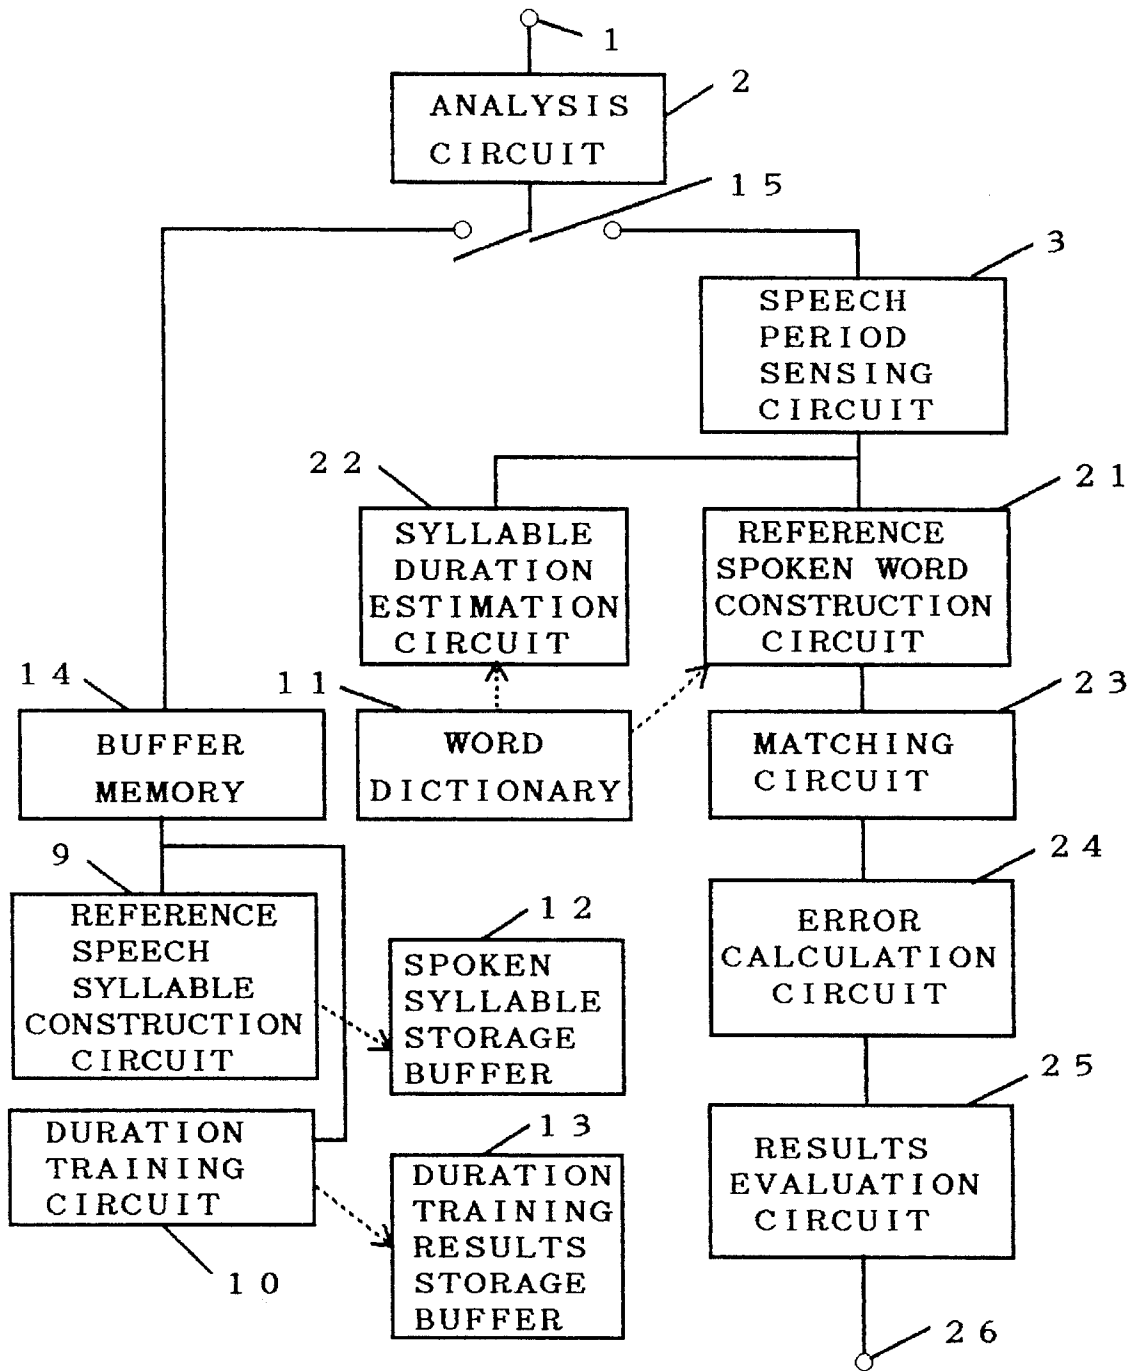 1
2
ANALYSIS
CIRCUIT
15
3
SPEECH
PERIOD
SENSING
CIRCUIT
22
SYLLABLE
DURATION
ESTIMATION
CIRCUIT
21
REFERENCE
SPOKEN WORD
CONSTRUCTION
CIRCUIT
14
BUFFER
MEMORY
11
WORD
DICTIONARY
23
MATCHING
CIRCUIT
9
REFERENCE
SPEECH
SYLLABLE
CONSTRUCTION
CIRCUIT
12
SPOKEN
SYLLABLE
STORAGE
BUFFER
24
ERROR
CALCULATION
CIRCUIT
DURATION
TRAINING
CIRCUIT
10
13
DURATION
TRAINING
RESULTS
STORAGE
BUFFER
25
RESULTS
EVALUATION
CIRCUIT
26